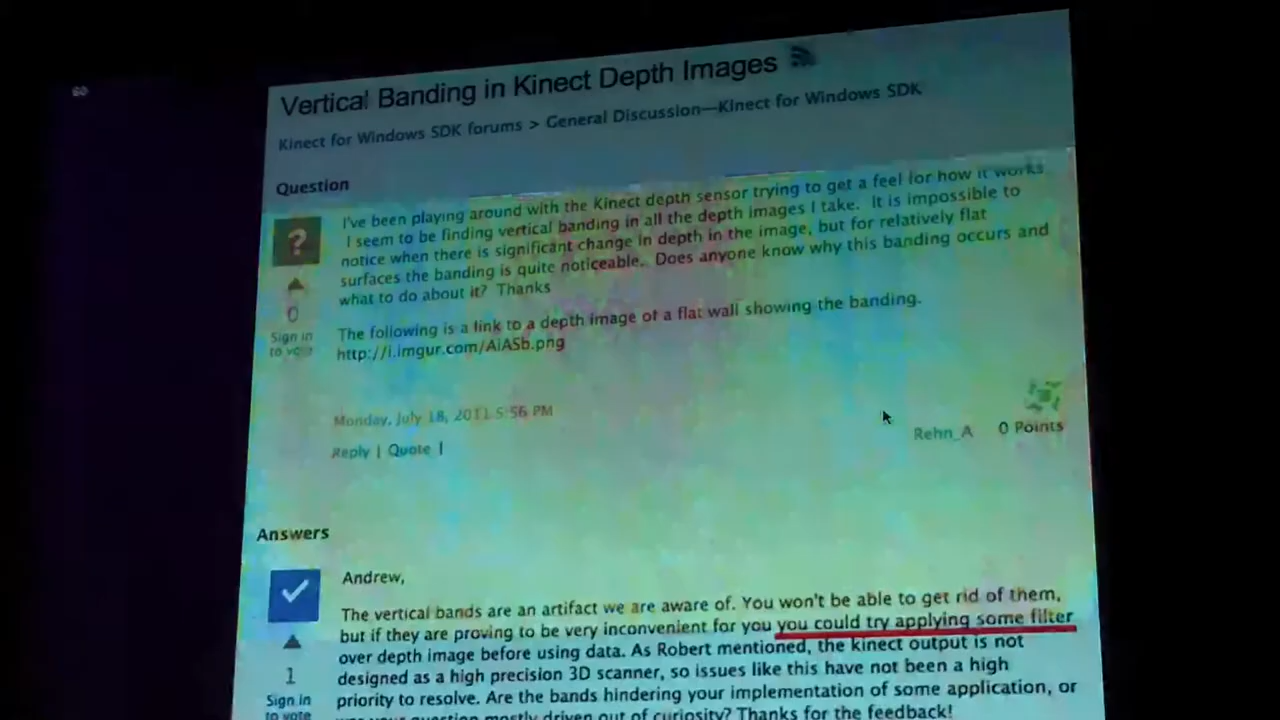 60
Vertical Banding in Kinect Depth Images
Kinect for Windows SDK forums > General Discussion—Kinect for Windows SDK
Question
?
I've been playing around with the Kinect depth sensor trying to get a feel for how it works.
I seem to be finding vertical banding in all the depth images I take. It is impossible to
notice when there is significant change in depth in the image, but for relatively flat
surfaces the banding is quite noticeable. Does anyone know why this banding occurs and
what to do about it? Thanks
0
Sign in
to vote
The following is a link to a depth image of a flat wall showing the banding.
http://i.imgur.com/AiASb.png
Monday, July 18, 2011 5:56 PM
Rehn_A 0 Points
Reply | Quote |
Answers
Andrew,
The vertical bands are an artifact we are aware of. You won't be able to get rid of them,
but if they are proving to be very inconvenient for you you could try applying some filter
over depth image before using data. As Robert mentioned, the kinect output is not
designed as a high precision 3D scanner, so issues like this have not been a high
priority to resolve. Are the bands hindering your implementation of some application, or
was your question mostly driven out of curiosity? Thanks for the feedback!
1
Sign in
to vote